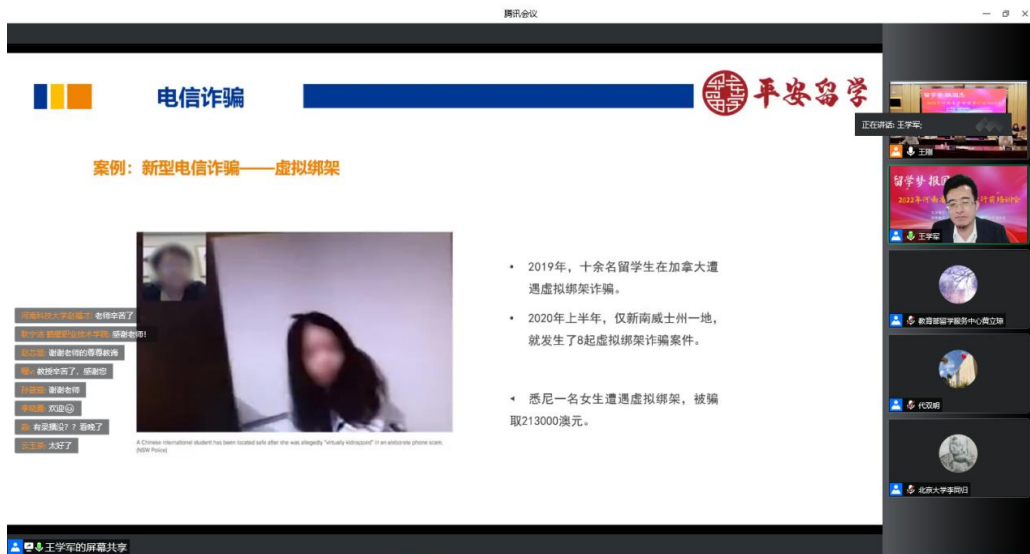 腾讯会议
电信诈骗
平安留学
案例：新型电信诈骗——虚拟绑架
• 2019年，十余名留学生在加拿大遭
遇虚拟绑架诈骗。
• 2020年上半年，仅新南威士州一地，
就发生了8起虚拟绑架诈骗案件。
悉尼一名女生遭遇虚拟绑架，被骗
取213000澳元。
A Chinese international student has been located safe after she was allegedly "virtually kidnapped" in an elaborate phone scam.
(NSW Police)
老师辛苦了
感谢老师!
谢谢老师的尊尊教诲
教授辛苦了，感谢您
谢谢老师
欢迎
有录播没？？看晚了
太好了
正在讲话: 王学军;
王刚
留学梦 报国
王学军
教育部留学服务中心黄立琼
代双明
北京大学李同归
王学军的屏幕共享